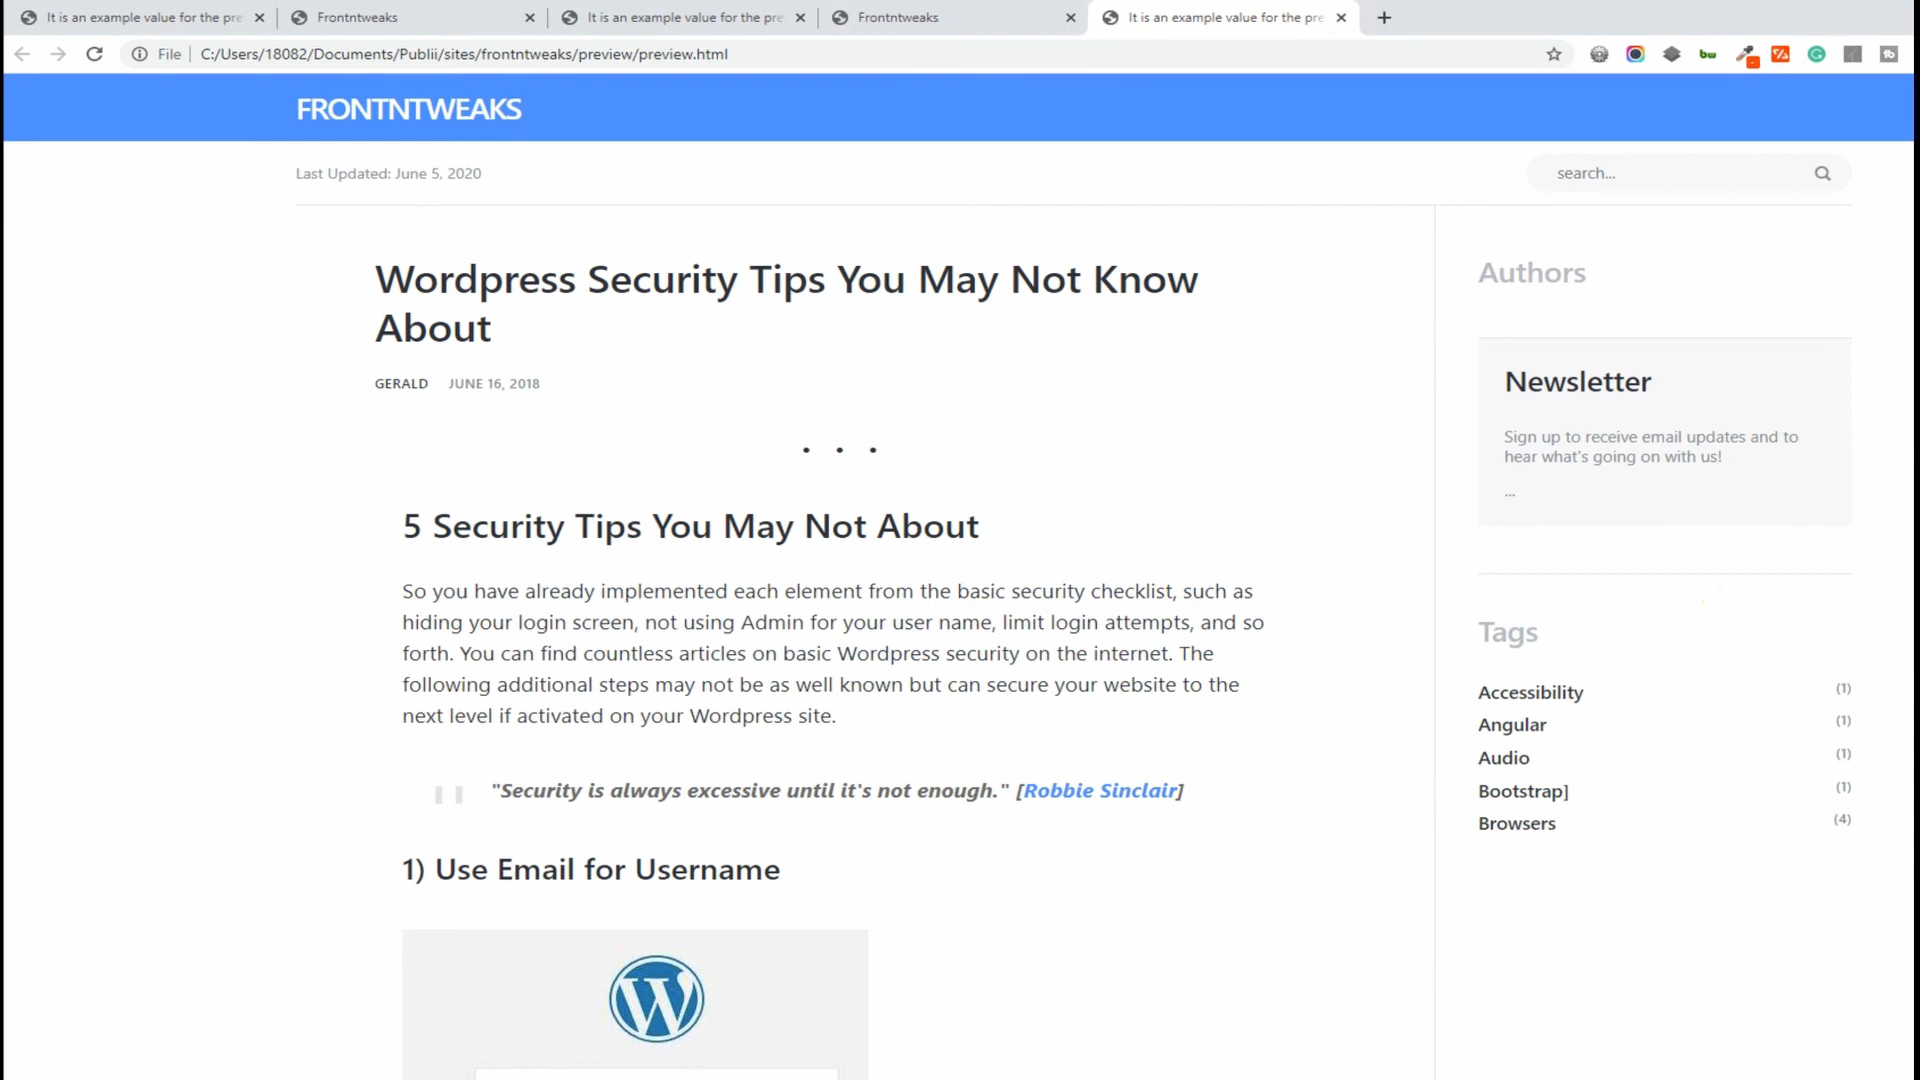 It is an example value for the pre
Frontntweaks
It is an example value for the pre
Frontntweaks
It is an example value for the pre
File
C:/Users/18082/Documents/Publii/sites/frontntweaks/preview/preview.html
bw
FRONTNTWEAKS
Last Updated: June 5, 2020
search...
Wordpress Security Tips You May Not Know
About
GERALD JUNE 16, 2018
. . .
5 Security Tips You May Not About
So you have already implemented each element from the basic security checklist, such as
hiding your login screen, not using Admin for your user name, limit login attempts, and so
forth. You can find countless articles on basic Wordpress security on the internet. The
following additional steps may not be as well known but can secure your website to the
next level if activated on your Wordpress site.
"Security is always excessive until it's not enough." [Robbie Sinclair]
1) Use Email for Username
Authors
Newsletter
Sign up to receive email updates and to
hear what's going on with us!
...
Tags
Accessibility (1)
Angular (1)
Audio (1)
Bootstrap] (1)
Browsers (4)